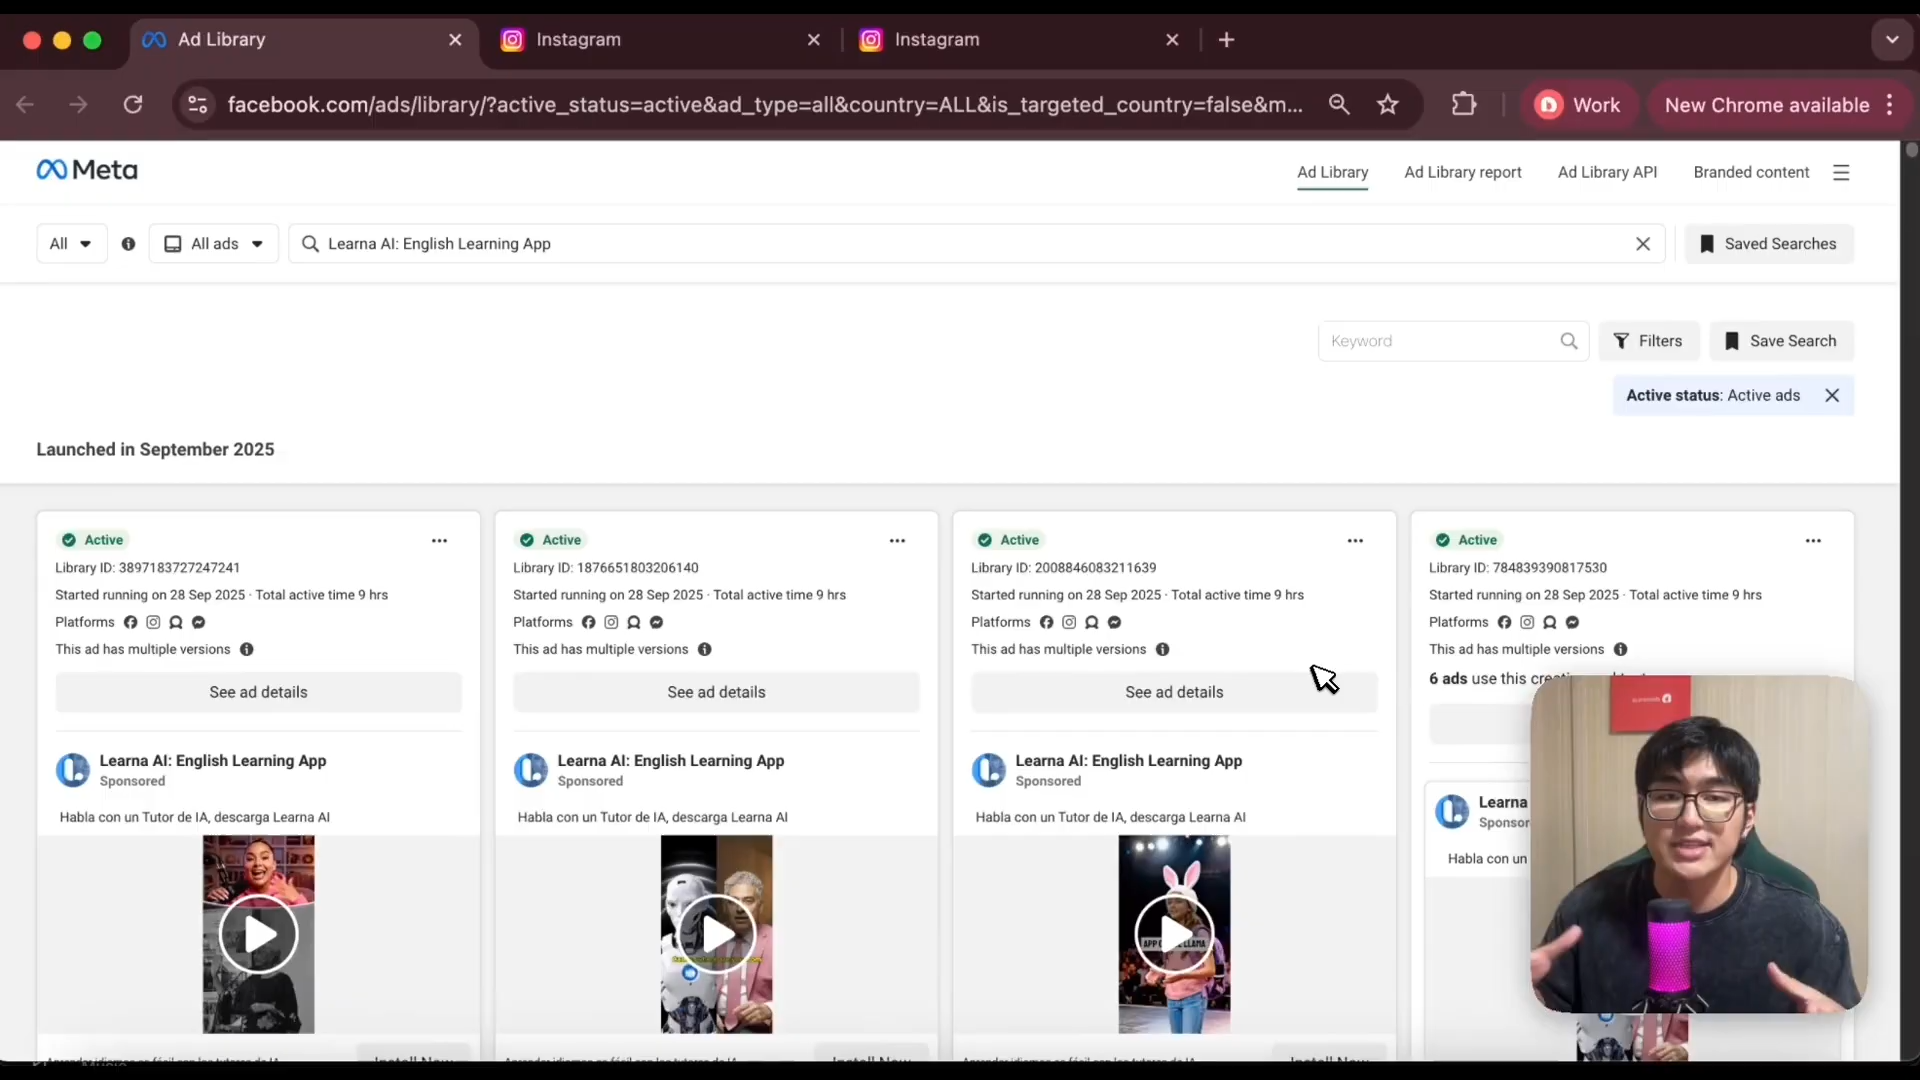 Ad Library
Instagram
Instagram
facebook.com/ads/library/?active_status=active&ad_type=all&country=ALL&is_targeted_country=false&m...
Work
New Chrome available
Meta
Ad Library
Ad Library report
Ad Library API
Branded content
All
All ads
Learna AI: English Learning App
Saved Searches
Keyword
Filters
Save Search
Active status: Active ads
Launched in September 2025
Active
Library ID: 3897183727247241
Started running on 28 Sep 2025 · Total active time 9 hrs
Platforms
This ad has multiple versions
See ad details
Learna AI: English Learning App
Sponsored
Habla con un Tutor de IA, descarga Learna AI
Install Now
Active
Library ID: 1876651803206140
Started running on 28 Sep 2025 · Total active time 9 hrs
Platforms
This ad has multiple versions
See ad details
Learna AI: English Learning App
Sponsored
Habla con un Tutor de IA, descarga Learna AI
Install Now
Active
Library ID: 2008846083211639
Started running on 28 Sep 2025 · Total active time 9 hrs
Platforms
This ad has multiple versions
See ad details
Learna AI: English Learning App
Sponsored
Habla con un Tutor de IA, descarga Learna AI
Install Now
Active
Library ID: 784839390817530
Started running on 28 Sep 2025 · Total active time 9 hrs
Platforms
This ad has multiple versions
6 ads use this
Learna
Sponsor
Habla con un